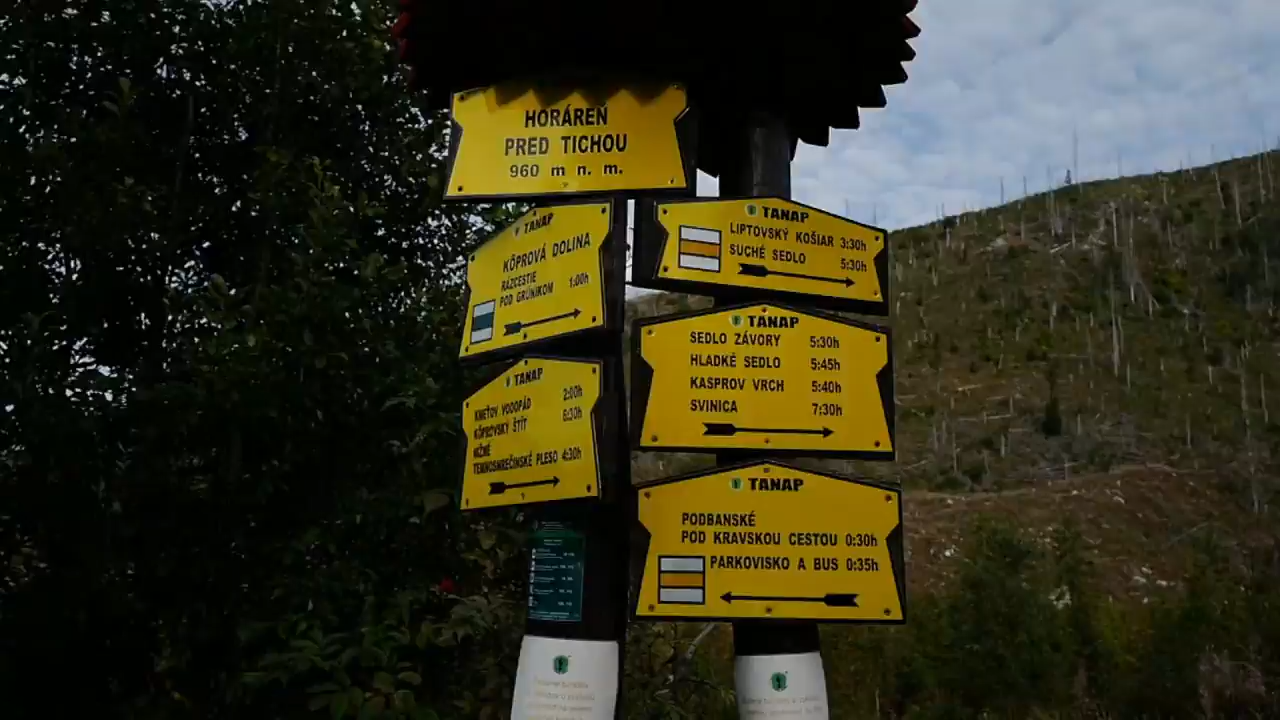 HORÁREŇ
PRED TICHOU
960 m n. m.
TANAP
KÔPROVÁ DOLINA
RÁZCESTIE
POD GRÚNIKOM 1:00h
TANAP
KMEŤOV VODOPÁD 2:00h
KÔPROVSKÝ ŠTÍT 6:30h
NIŽNÉ
TEMNOSMREČINSKÉ PLESO 4:30h
TANAP
LIPTOVSKÝ KOŠIAR 3:30h
SUCHÉ SEDLO 5:30h
TANAP
SEDLO ZÁVORY 5:30h
HLADKÉ SEDLO 5:45h
KASPROV VRCH 5:40h
SVINICA 7:30h
TANAP
PODBANSKÉ
POD KRAVSKOU CESTOU 0:30h
PARKOVISKO A BUS 0:35h